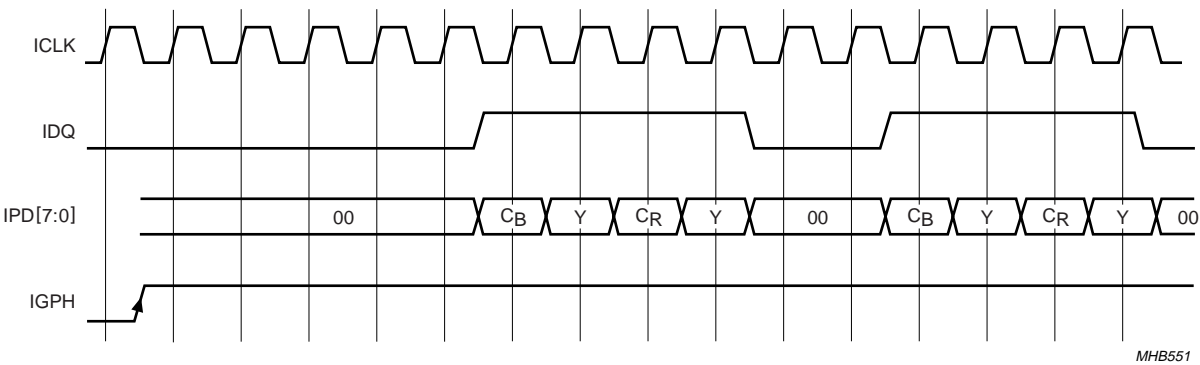 ICLK
IDQ
IPD[7:0] 00 CB Y CR Y 00 CB Y CR Y 00
IGPH
MHB551